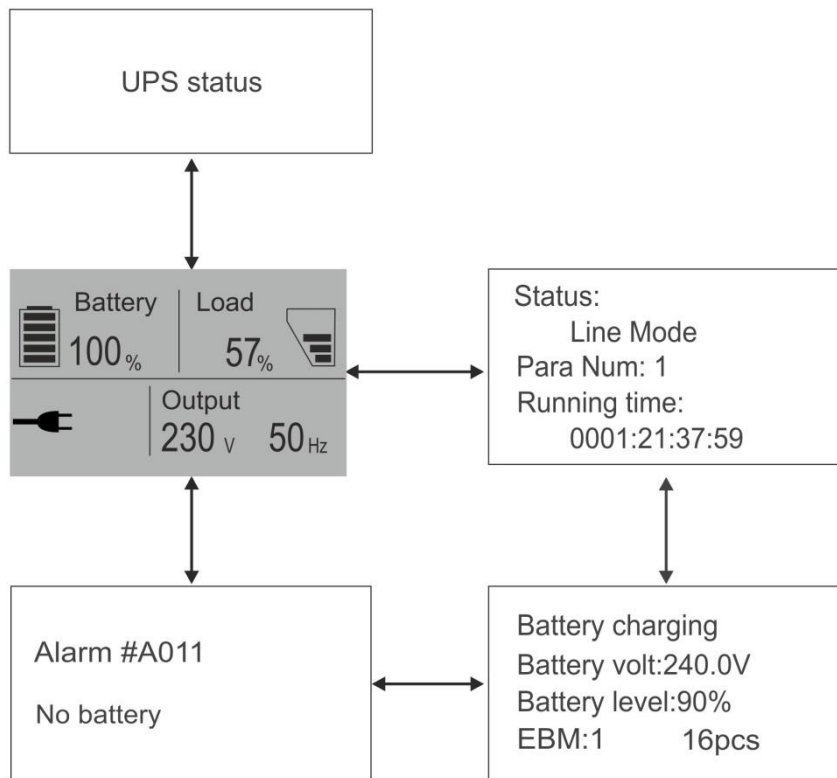 UPS status
Battery
100%
Load
57%
Output
230 V 50 Hz
Status:
Line Mode
Para Num: 1
Running time:
0001:21:37:59
Alarm #A011
No battery
Battery charging
Battery volt:240.0V
Battery level:90%
EBM:1 16pcs